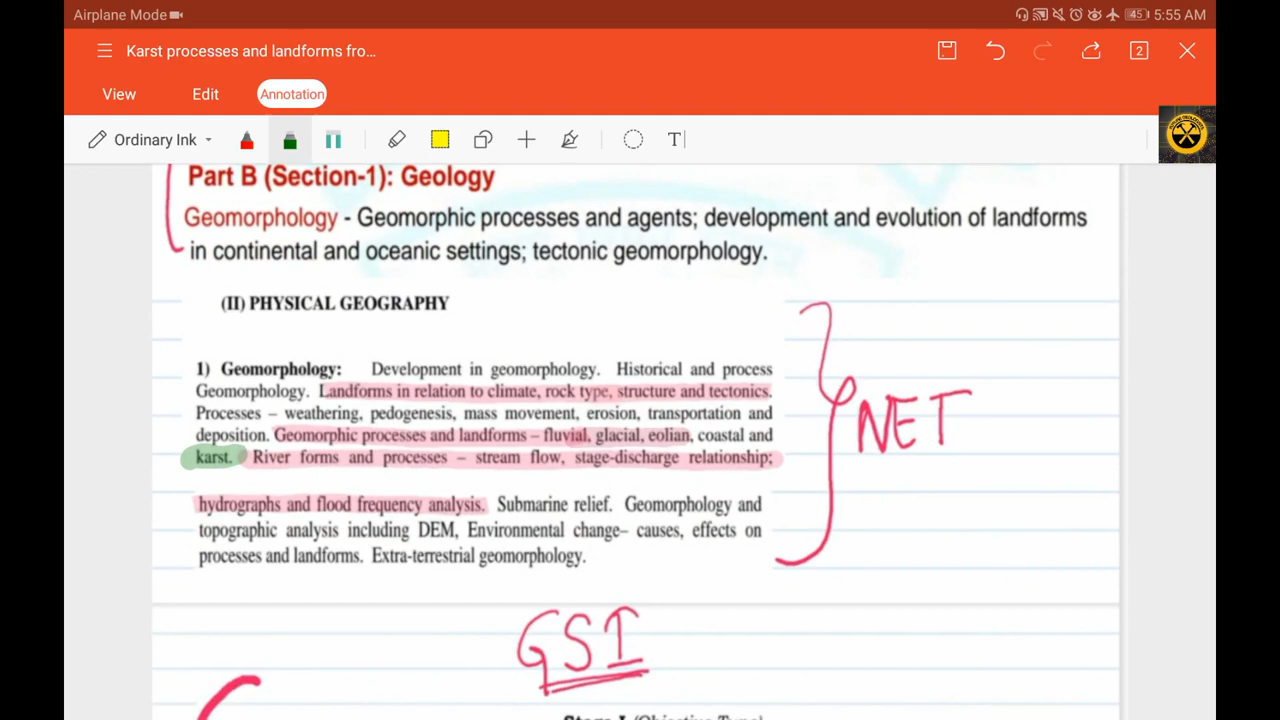 Airplane Mode 45 5:55 AM
Karst processes and landforms fro... 2
View Edit Annotation
Ordinary Ink T
Part B (Section-1): Geology
Geomorphology - Geomorphic processes and agents; development and evolution of landforms
in continental and oceanic settings; tectonic geomorphology.
(II) PHYSICAL GEOGRAPHY
1) Geomorphology: Development in geomorphology. Historical and process
Geomorphology. Landforms in relation to climate, rock type, structure and tectonics.
Processes – weathering, pedogenesis, mass movement, erosion, transportation and
deposition. Geomorphic processes and landforms – fluvial, glacial, eolian, coastal and
karst. River forms and processes – stream flow, stage-discharge relationship;
NET
hydrographs and flood frequency analysis. Submarine relief. Geomorphology and
topographic analysis including DEM, Environmental change– causes, effects on
processes and landforms. Extra-terrestrial geomorphology.
GSI
Stage-I (Objective Type)